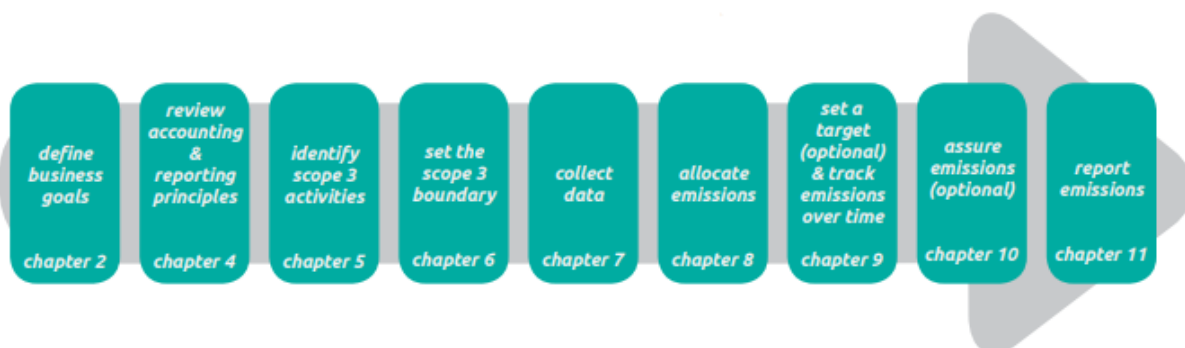 define
business
goals
chapter 2
review
accounting
&
reporting
principles
chapter 4
identify
scope 3
activities
chapter 5
set the
scope 3
boundary
chapter 6
collect
data
chapter 7
allocate
emissions
chapter 8
set a
target
(optional)
& track
emissions
over time
chapter 9
assure
emissions
(optional)
chapter 10
report
emissions
chapter 11